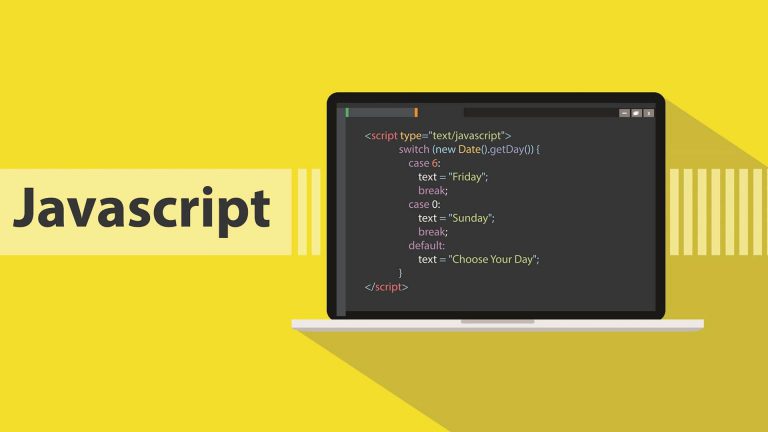 Javascript
<script type="text/javascript">
switch (new Date().getDay()) {
case 6:
text = "Friday";
break;
case 0:
text = "Sunday";
break;
default:
text = "Choose Your Day";
}
</script>